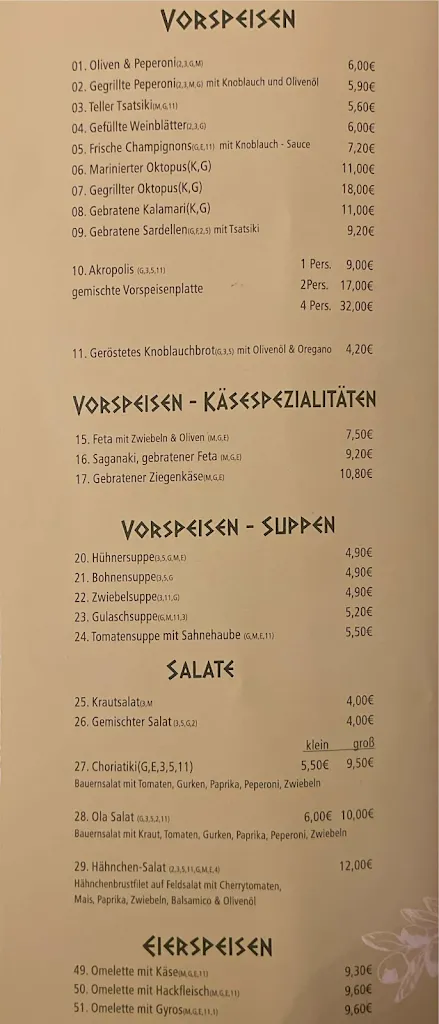 VORSPEISEN
01. Oliven & Peperoni(2,3,G,M) 6,00€
02. Gegrillte Peperoni(2,3,M,G) mit Knoblauch und Olivenöl 5,90€
03. Teller Tsatsiki(M,G,11) 5,60€
04. Gefüllte Weinblätter(2,3,G) 6,00€
05. Frische Champignons(G,E,11) mit Knoblauch - Sauce 7,20€
06. Marinierter Oktopus(K,G) 11,00€
07. Gegrillter Oktopus(K,G) 18,00€
08. Gebratene Kalamari(K,G) 11,00€
09. Gebratene Sardellen(G,F,2,5) mit Tsatsiki 9,20€
10. Akropolis (G,3,5,11) 1 Pers. 9,00€
gemischte Vorspeisenplatte 2Pers. 17,00€
4 Pers. 32,00€
11. Geröstetes Knoblauchbrot(G,3,5) mit Olivenöl & Oregano 4,20€
VORSPEISEN - KÄSESPEZIALITÄTEN
15. Feta mit Zwiebeln & Oliven (M,G,E) 7,50€
16. Saganaki, gebratener Feta (M,G,E) 9,20€
17. Gebratener Ziegenkäse(M,G,E) 10,80€
VORSPEISEN - SUPPEN
20. Hühnersuppe(3,5,G,M,E) 4,90€
21. Bohnensuppe(3,5,G 4,90€
22. Zwiebelsuppe(3,11,G) 4,90€
23. Gulaschsuppe(G,M,11,3) 5,20€
24. Tomatensuppe mit Sahnehaube (G,M,E,11) 5,50€
SALATE
25. Krautsalat(3,M 4,00€
26. Gemischter Salat (3,5,G,2) 4,00€
klein groß
27. Choriatiki(G,E,3,5,11) 5,50€ 9,50€
Bauernsalat mit Tomaten, Gurken, Paprika, Peperoni, Zwiebeln
28. Ola Salat (G,3,5,2,11) 6,00€ 10,00€
Bauernsalat mit Kraut, Tomaten, Gurken, Paprika, Peperoni, Zwiebeln
29. Hähnchen-Salat (2,3,5,11,G,M,E,4) 12,00€
Hähnchenbrustfilet auf Feldsalat mit Cherrytomaten,
Mais, Paprika, Zwiebeln, Balsamico & Olivenöl
EIERSPEISEN
49. Omelette mit Käse(M,G,E,11) 9,30€
50. Omelette mit Hackfleisch(M,G,E,11) 9,60€
51. Omelette mit Gyros(M,G,E,11,3) 9,60€